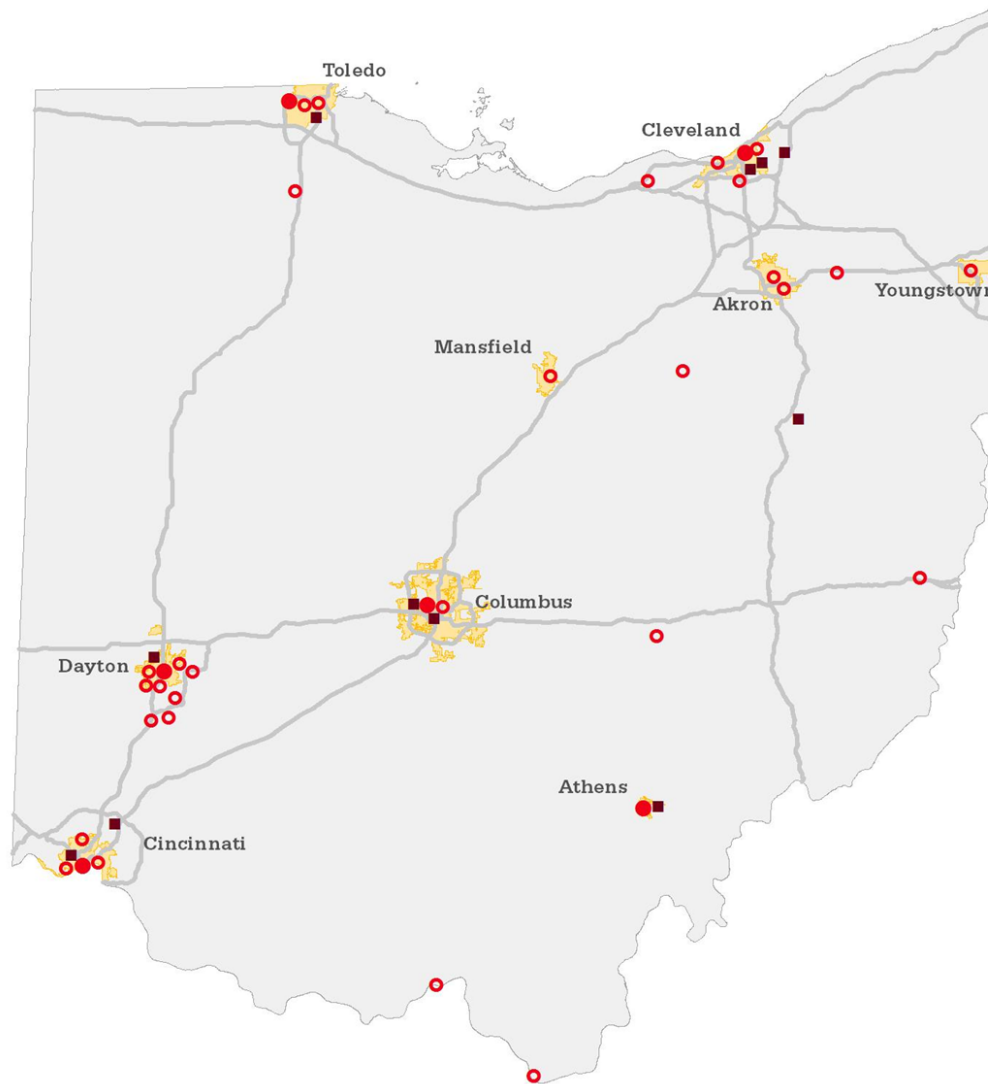 Toledo
Cleveland
Youngstown
Akron
Mansfield
Columbus
Dayton
Athens
Cincinnati